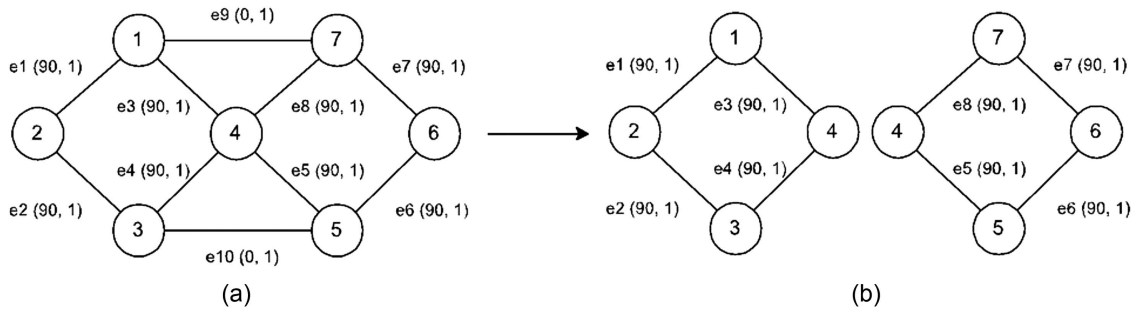 e9 (0, 1)
1
7
e1 (90, 1)
e7 (90, 1)
e3 (90, 1)
e8 (90, 1)
2
4
6
e4 (90, 1)
e5 (90, 1)
e2 (90, 1)
e6 (90, 1)
3
5
e10 (0, 1)
(a)
1
7
e1 (90, 1)
e7 (90, 1)
e3 (90, 1)
e8 (90, 1)
2
4
4
6
e4 (90, 1)
e5 (90, 1)
e2 (90, 1)
e6 (90, 1)
3
5
(b)